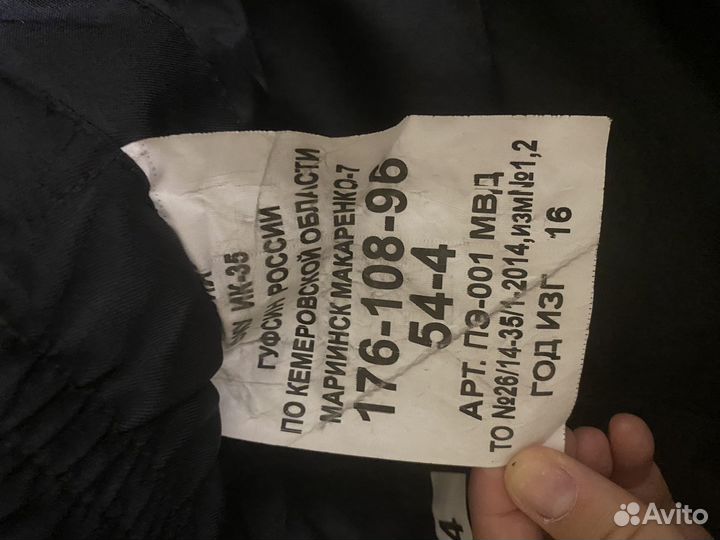 ИК-35
ГУФСИН РОССИИ
ПО КЕМЕРОВСКОЙ ОБЛАСТИ
МАРИИНСК МАКАРЕНКО-7
176-108-96
54-4
АРТ. ПЭ-001 МВД
ТО №26/14-35/1-2014,изм№1,2
ГОД ИЗГ 16
4
Avito